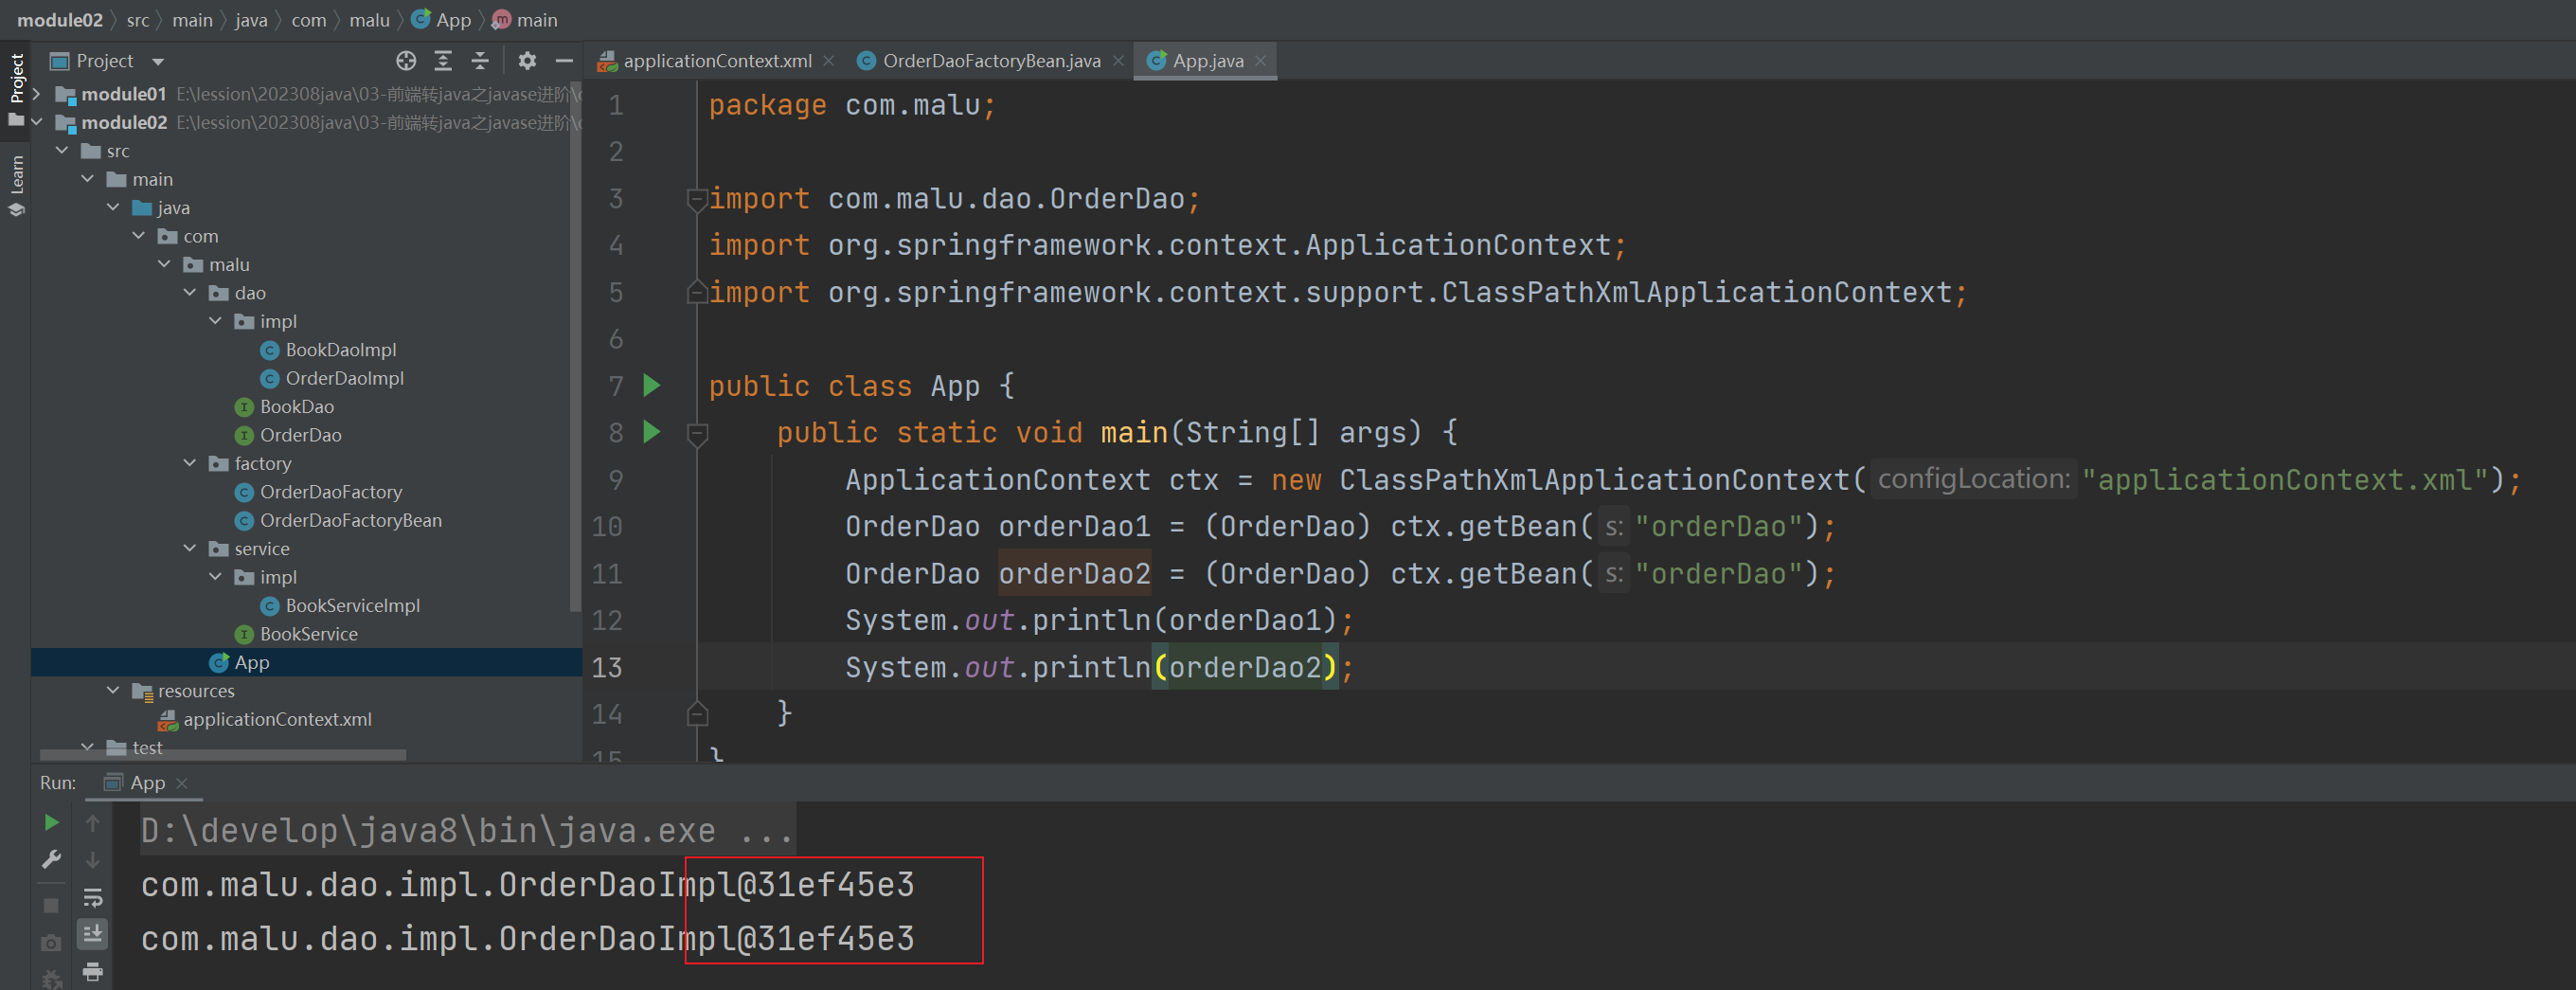 module02 src main java com malu App main
Project
Learn
Project
module01 E:\lession\202308java\03-前端转java之javase进阶\
module02 E:\lession\202308java\03-前端转java之javase进阶\
src
main
java
com
malu
dao
impl
BookDaoImpl
OrderDaoImpl
BookDao
OrderDao
factory
OrderDaoFactory
OrderDaoFactoryBean
service
impl
BookServiceImpl
BookService
App
resources
applicationContext.xml
test
applicationContext.xml OrderDaoFactoryBean.java App.java
1 package com.malu;
2
3 import com.malu.dao.OrderDao;
4 import org.springframework.context.ApplicationContext;
5 import org.springframework.context.support.ClassPathXmlApplicationContext;
6
7 public class App {
8 public static void main(String[] args) {
9 ApplicationContext ctx = new ClassPathXmlApplicationContext( configLocation: "applicationContext.xml");
10 OrderDao orderDao1 = (OrderDao) ctx.getBean( s: "orderDao");
11 OrderDao orderDao2 = (OrderDao) ctx.getBean( s: "orderDao");
12 System.out.println(orderDao1);
13 System.out.println(orderDao2);
14 }
15 }
Run: App
D:\develop\java8\bin\java.exe ...
com.malu.dao.impl.OrderDaoImpl@31ef45e3
com.malu.dao.impl.OrderDaoImpl@31ef45e3